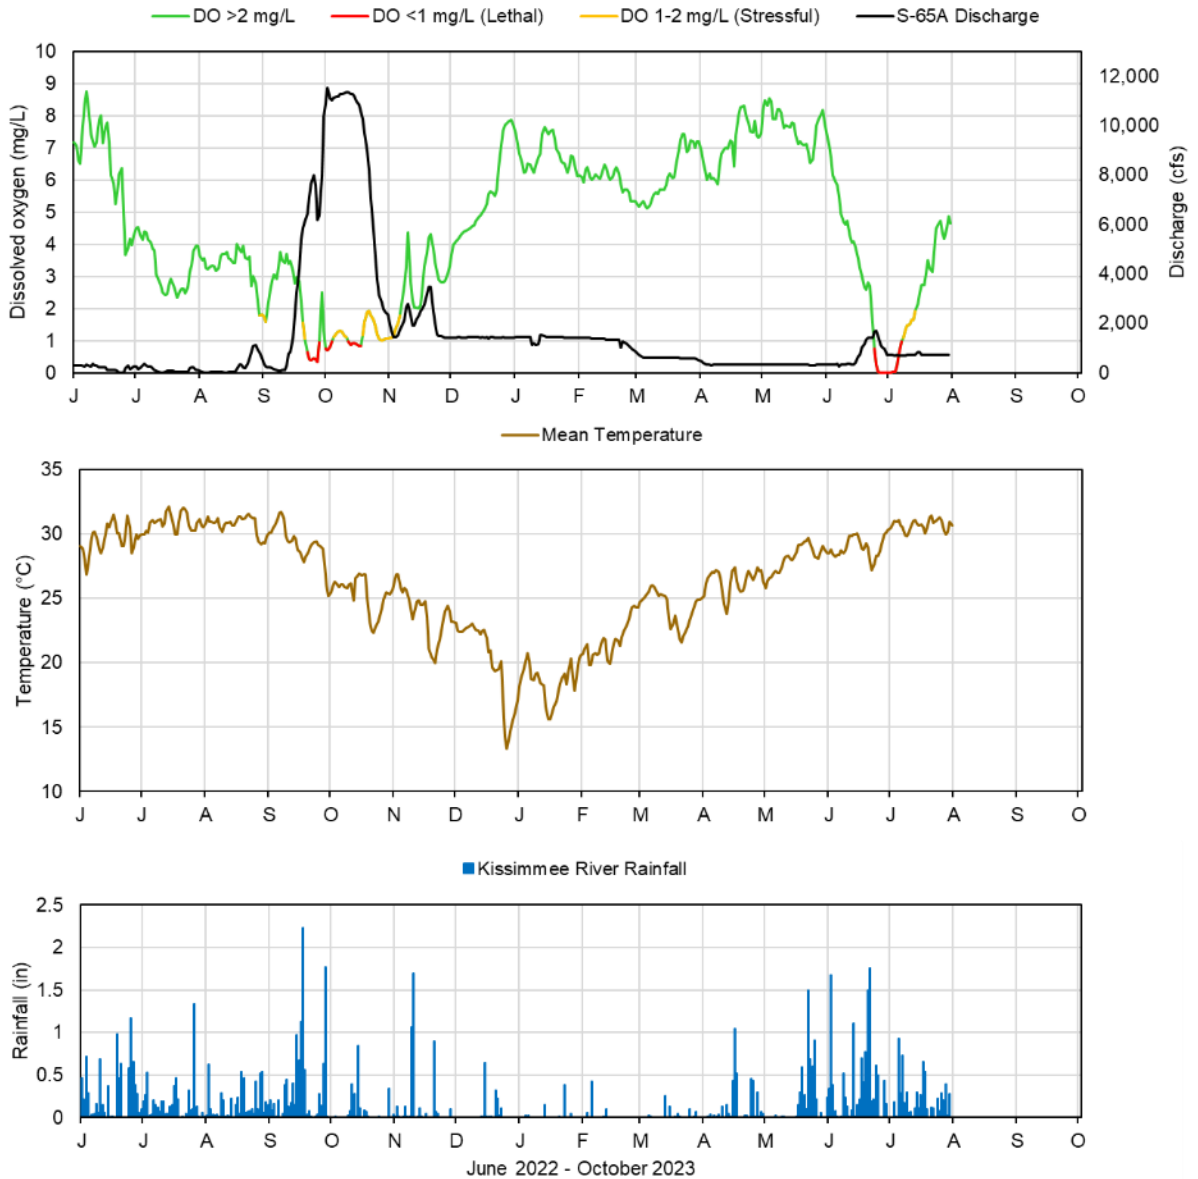 DO >2 mg/L DO <1 mg/L (Lethal) DO 1-2 mg/L (Stressful) S-65A Discharge
Dissolved oxygen (mg/L)
10
9
8
7
6
5
4
3
2
1
0
12,000
10,000
8,000
6,000
4,000
2,000
0
Discharge (cfs)
J J A S O N D J F M A M J J A S O
Mean Temperature
Temperature (°C)
35
30
25
20
15
10
J J A S O N D J F M A M J J A S O
Kissimmee River Rainfall
Rainfall (in)
2.5
2
1.5
1
0.5
0
J J A S O N D J F M A M J J A S O
June 2022 - October 2023